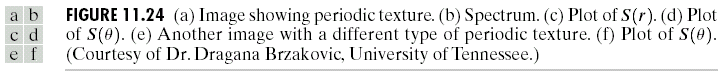 a b
c d
e f
FIGURE 11.24 (a) Image showing periodic texture. (b) Spectrum. (c) Plot of S(r). (d) Plot
of S(θ). (e) Another image with a different type of periodic texture. (f) Plot of S(θ).
(Courtesy of Dr. Dragana Brzakovic, University of Tennessee.)